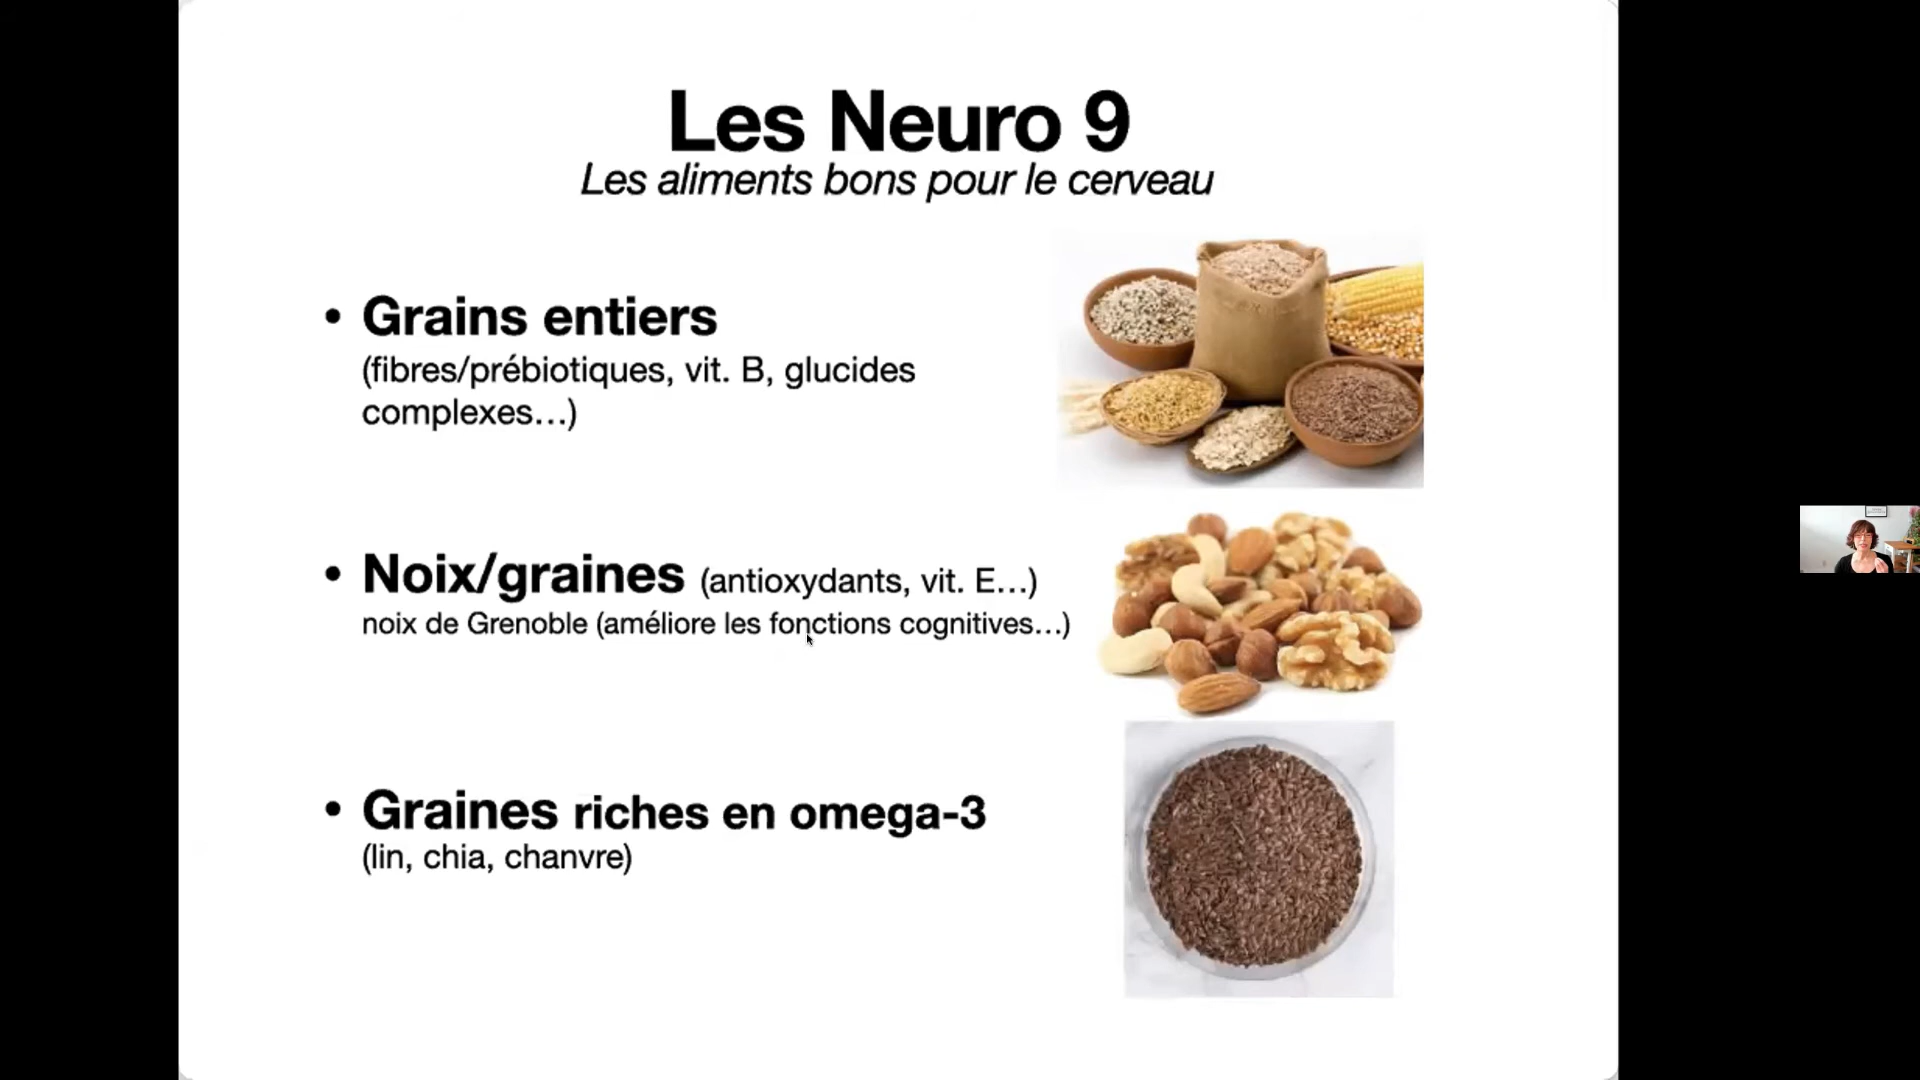 Les Neuro 9
Les aliments bons pour le cerveau
• Grains entiers
(fibres/prébiotiques, vit. B, glucides
complexes…)
• Noix/graines (antioxydants, vit. E…)
noix de Grenoble (améliore les fonctions cognitives…)
• Graines riches en omega-3
(lin, chia, chanvre)